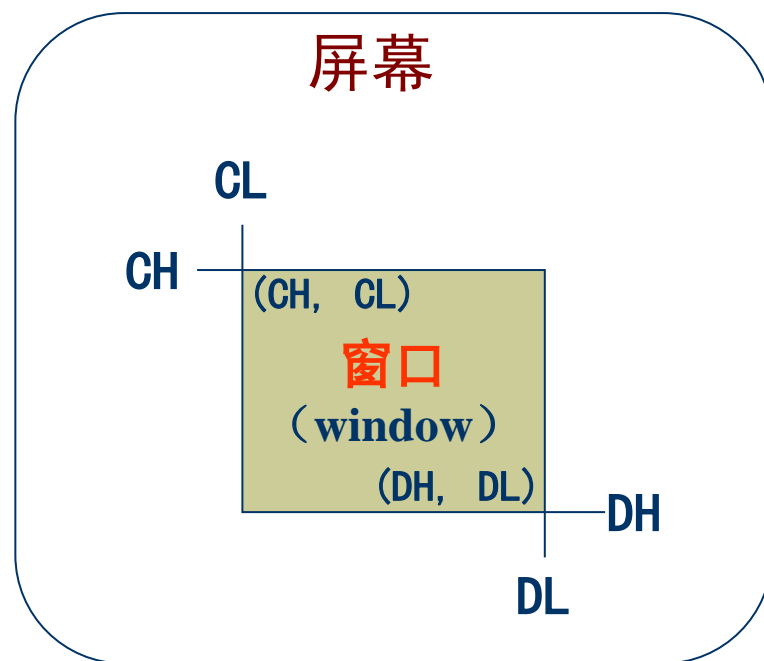 屏幕
CL
CH
(CH, CL)
窗口
（window）
(DH, DL)
DH
DL